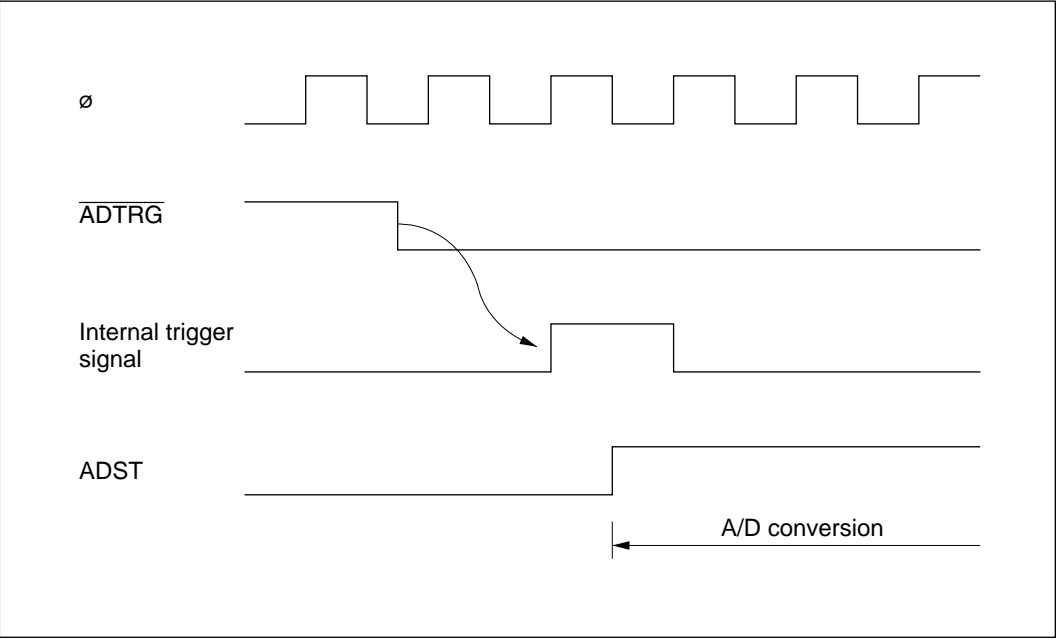 ø
ADTRG
Internal trigger
signal
ADST
A/D conversion